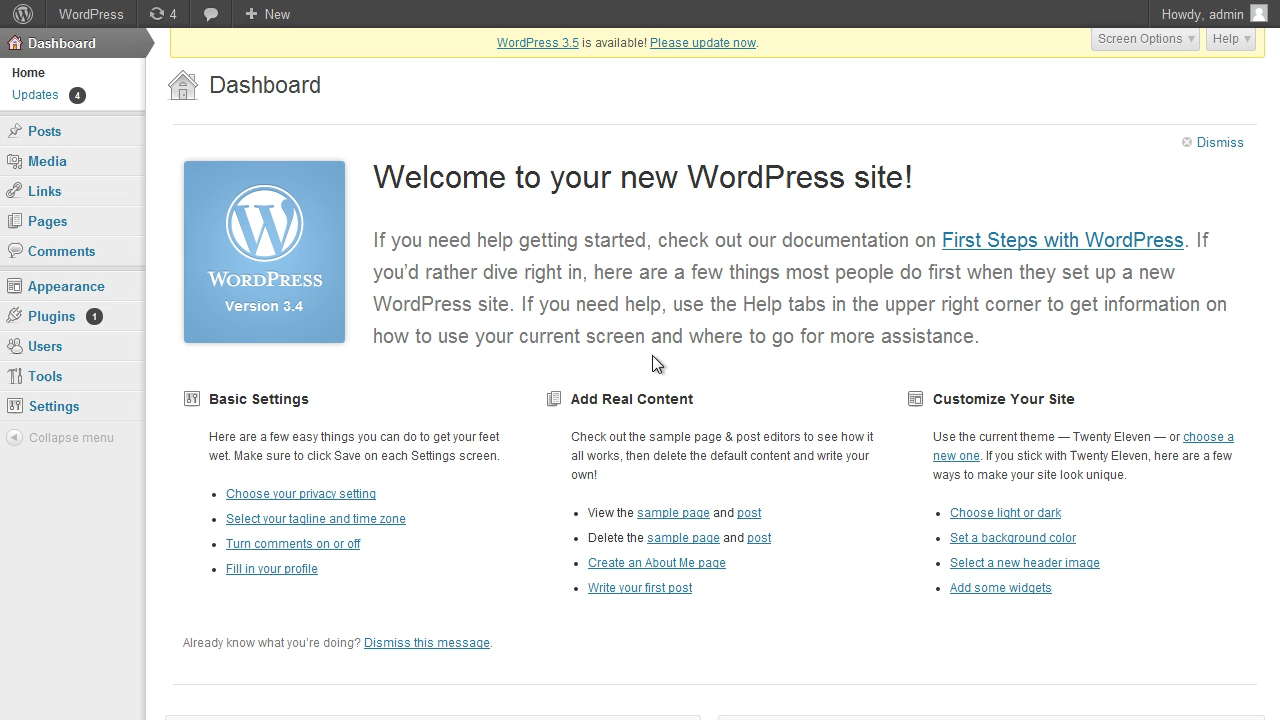 WordPress 4 New Howdy, admin
Dashboard
WordPress 3.5 is available! Please update now.
Screen Options Help
Home
Updates 4
Posts
Media
Links
Pages
Comments
Appearance
Plugins 1
Users
Tools
Settings
Collapse menu
Dashboard
Dismiss
WORDPRESS
Version 3.4
Welcome to your new WordPress site!
If you need help getting started, check out our documentation on First Steps with WordPress. If
you'd rather dive right in, here are a few things most people do first when they set up a new
WordPress site. If you need help, use the Help tabs in the upper right corner to get information on
how to use your current screen and where to go for more assistance.
Basic Settings
Here are a few easy things you can do to get your feet
wet. Make sure to click Save on each Settings screen.
• Choose your privacy setting
• Select your tagline and time zone
• Turn comments on or off
• Fill in your profile
Add Real Content
Check out the sample page & post editors to see how it
all works, then delete the default content and write your
own!
• View the sample page and post
• Delete the sample page and post
• Create an About Me page
• Write your first post
Customize Your Site
Use the current theme — Twenty Eleven — or choose a
new one. If you stick with Twenty Eleven, here are a few
ways to make your site look unique.
• Choose light or dark
• Set a background color
• Select a new header image
• Add some widgets
Already know what you're doing? Dismiss this message.